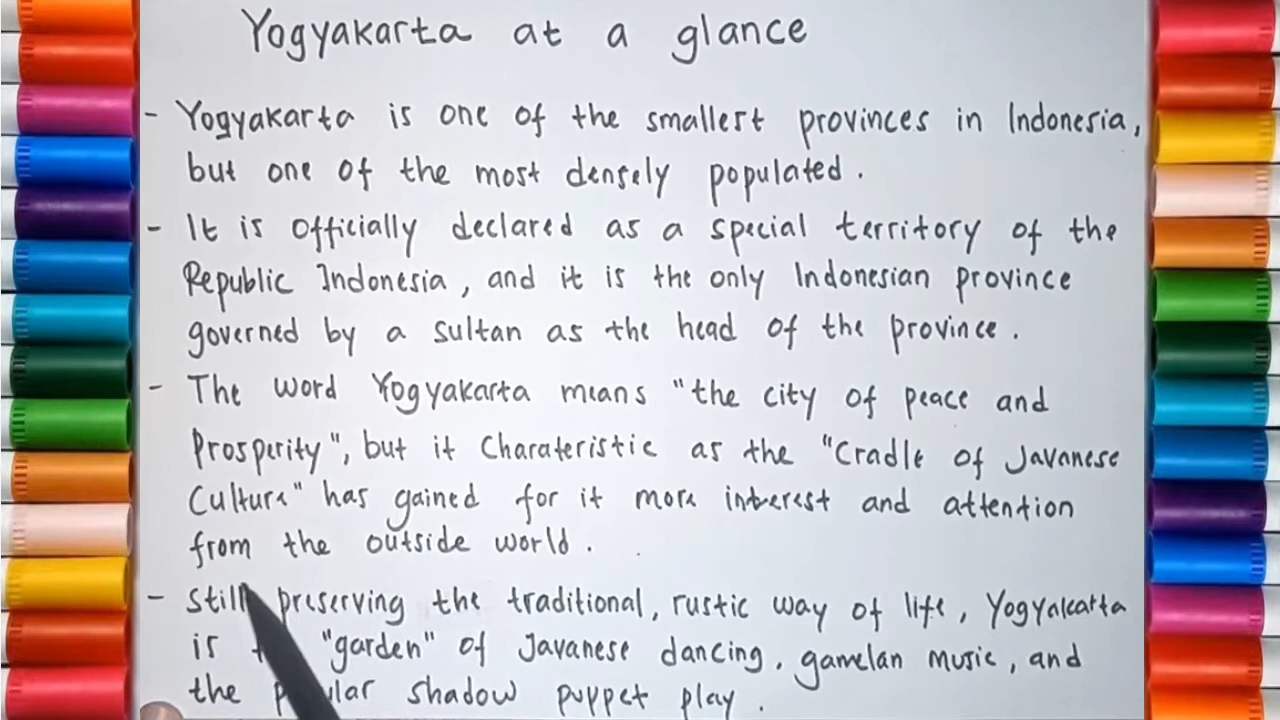 Yogyakarta at a glance
- Yogyakarta is one of the smallest provinces in Indonesia,
but one of the most densely populated.
- It is officially declared as a special territory of the
Republic Indonesia, and it is the only Indonesian province
governed by a sultan as the head of the province.
- The word Yogyakarta means "the city of peace and
Prosperity", but it Charateristic as the "Cradle of Javanese
Culture" has gained for it more interest and attention
from the outside world.
- Still preserving the traditional, rustic way of life, Yogyakarta
is "garden" of Javanese dancing, gamelan music, and
the shadow puppet play.